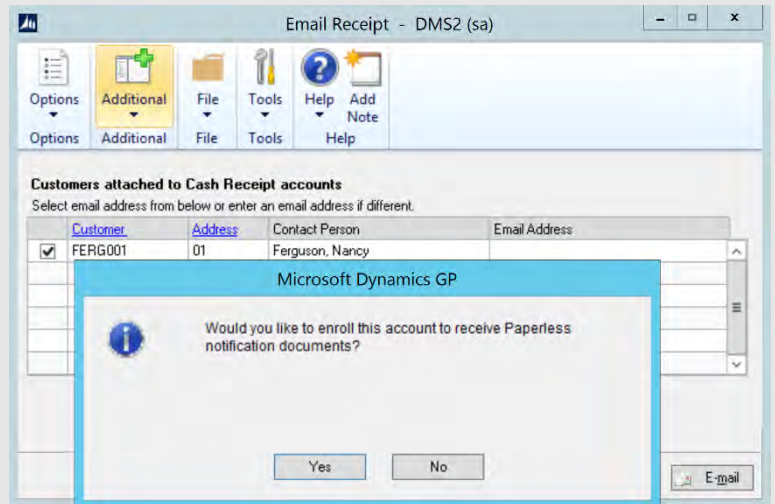 Email Receipt - DMS2 (sa)
Options Additional File Tools Help Add Note
Options Additional File Tools Help
Customers attached to Cash Receipt accounts
Select email address from below or enter an email address if different.
Customer Address Contact Person Email Address
FERG001 01 Ferguson, Nancy
Microsoft Dynamics GP
Would you like to enroll this account to receive Paperless
notification documents?
Yes No
E-mail